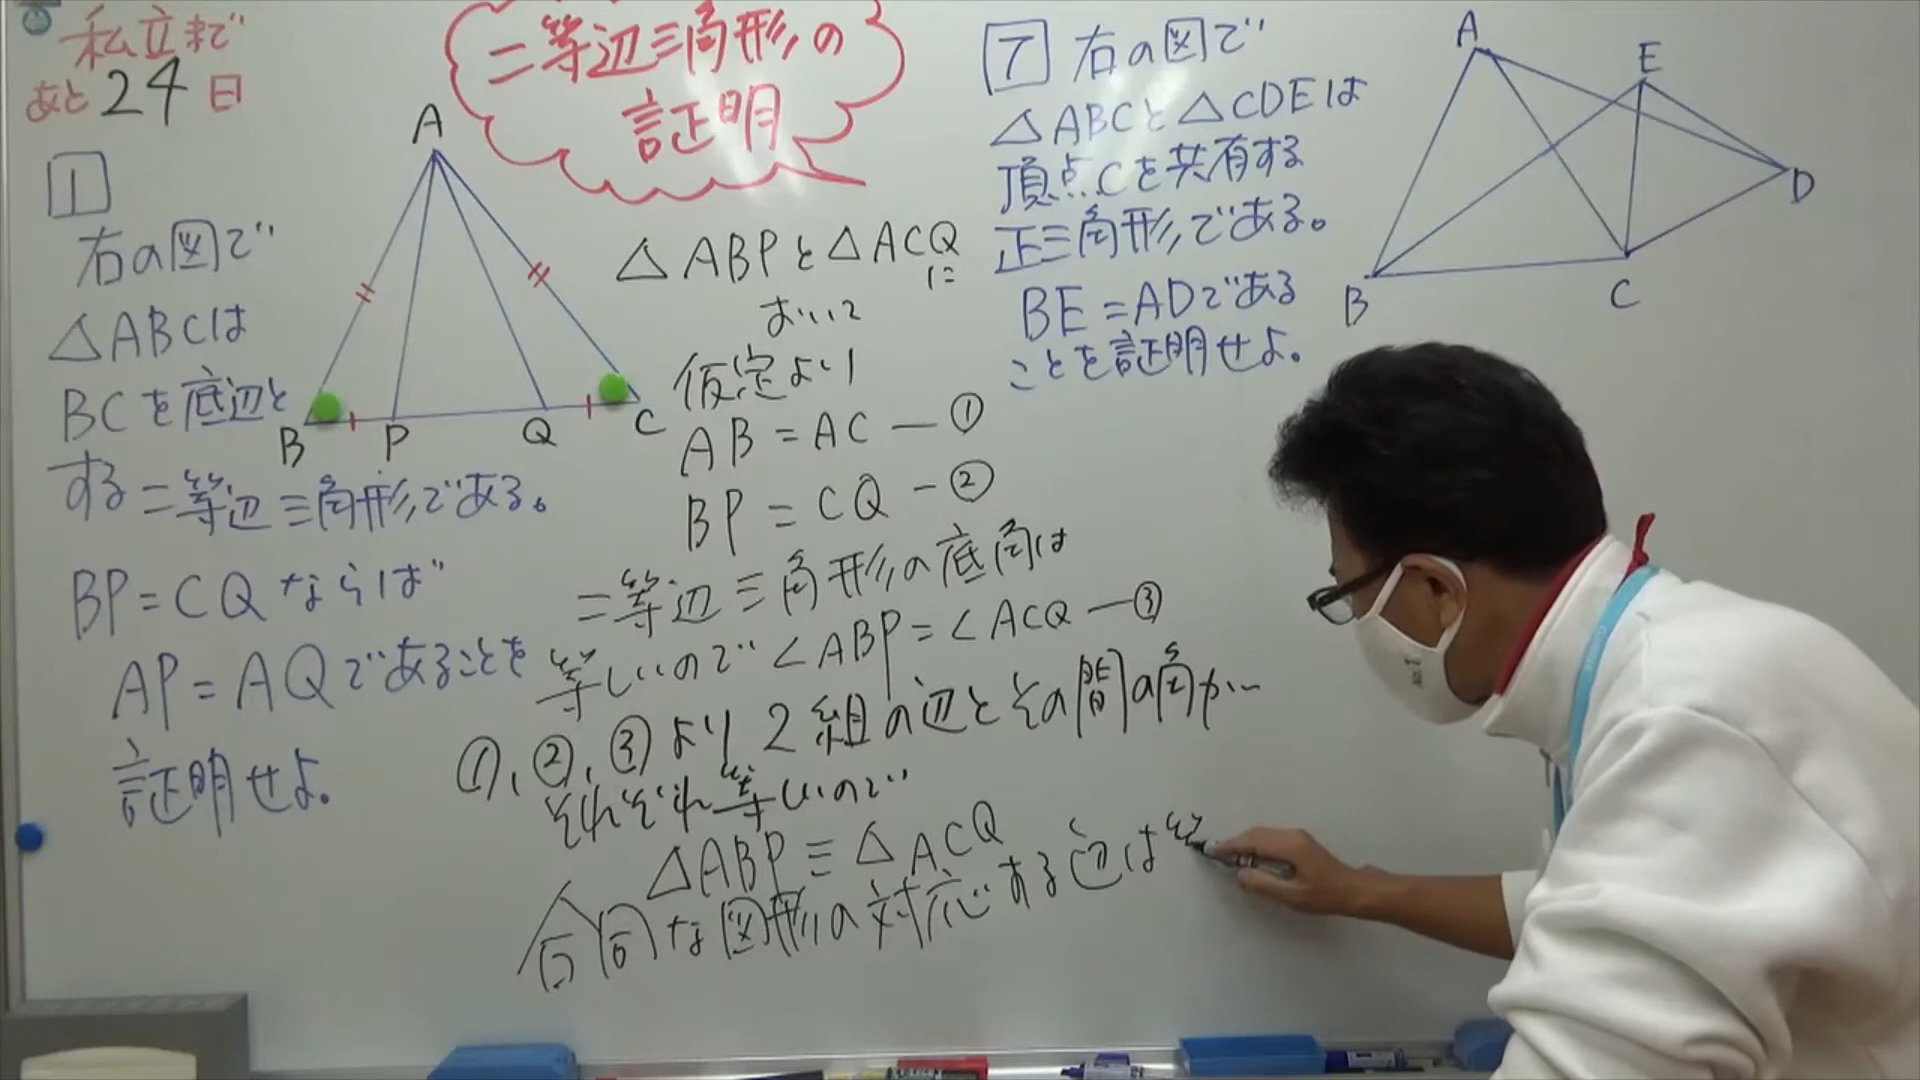 私立まで
あと24日
二等辺三角形の
証明
1
右の図で
△ABCは
BCを底辺と
する二等辺三角形である。
BP=CQならば
AP=AQであることを
証明せよ。
A
B
P
Q
C
△ABPと△ACQ
に
おいて
仮定より
AB=AC―①
BP=CQ―②
二等辺三角形の底角は
等しいので∠ABP=∠ACQ―③
①,②,③より2組の辺とその間の角が
それぞれ等しいので
△ABP≡△ACQ
合同な図形の対応する辺は
7 右の図で
△ABCと△CDEは
頂点Cを共有する
正三角形である。
BE=ADである
ことを証明せよ。
A
E
D
B
C